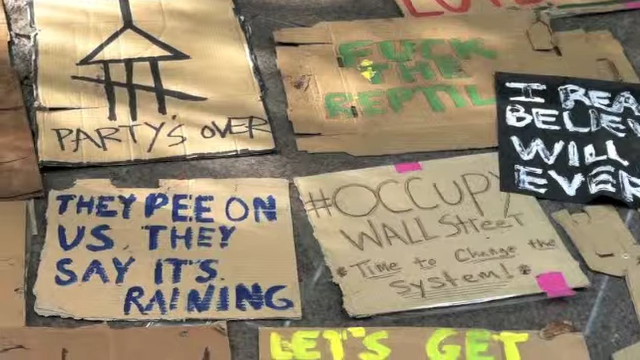 PARTY'S OVER
FUCK
THE
REPTIL
I REA
BELIEV
WILL
EVER
THEY PEE ON
US. THEY
SAY IT'S
RAINING
#OCCUPY
WALL STREET
* Time to Change the
SYSTEM! *
LET'S GET